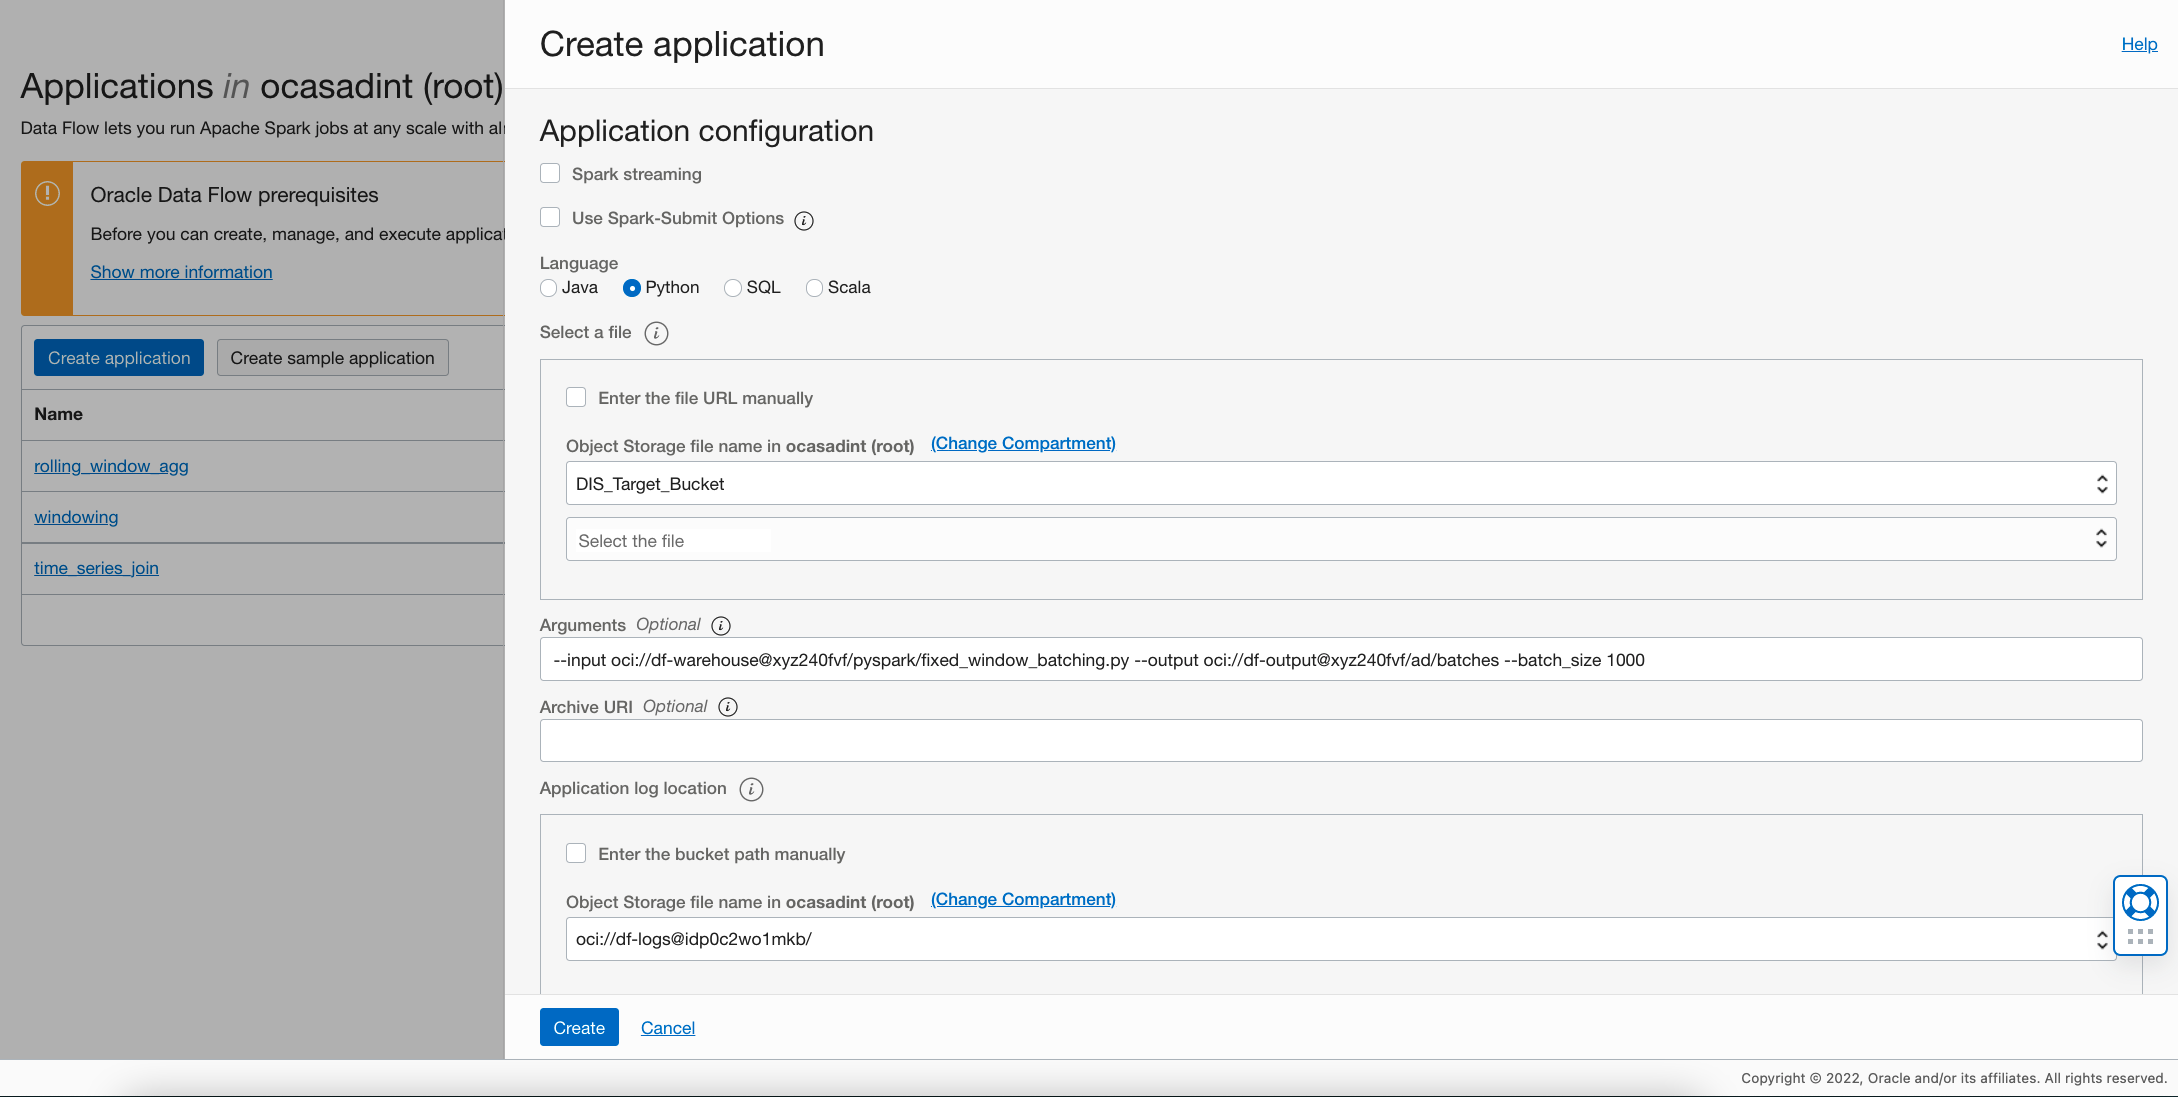 Applications in ocasadint (root)
Data Flow lets you run Apache Spark jobs at any scale with
Oracle Data Flow prerequisites
Before you can create, manage, and execute
Show more information
Create application
Create sample application
Name
rolling_window_agg
windowing
time_series_join
Create application
Help
Application configuration
Spark streaming
Use Spark-Submit Options
Language
Java Python SQL Scala
Select a file
Enter the file URL manually
Object Storage file name in ocasadint (root) (Change Compartment)
DIS_Target_Bucket
Select the file
Arguments Optional
--input oci://df-warehouse@xyz240fvf/pyspark/fixed_window_batching.py --output oci://df-output@xyz240fvf/ad/batches --batch_size 1000
Archive URI Optional
Application log location
Enter the bucket path manually
Object Storage file name in ocasadint (root) (Change Compartment)
oci://df-logs@idp0c2wo1mkb/
Create
Cancel
Copyright © 2022, Oracle and/or its affiliates. All rights reserved.